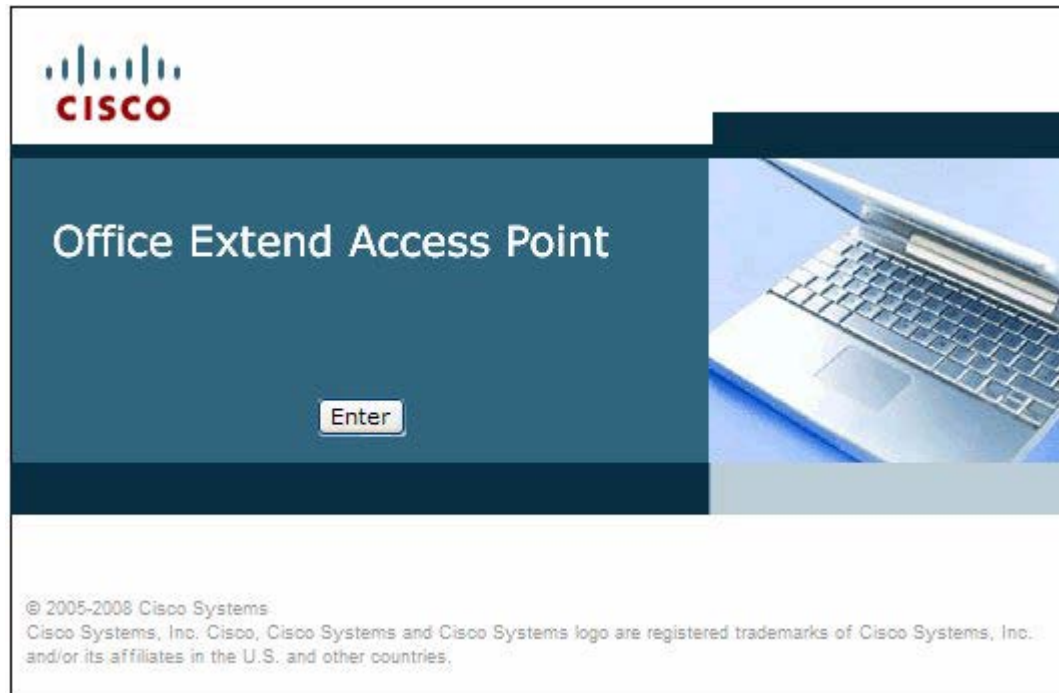 CISCO
Office Extend Access Point
Enter
© 2005-2008 Cisco Systems
Cisco Systems, Inc. Cisco, Cisco Systems and Cisco Systems logo are registered trademarks of Cisco Systems, Inc.
and/or its affiliates in the U.S. and other countries.